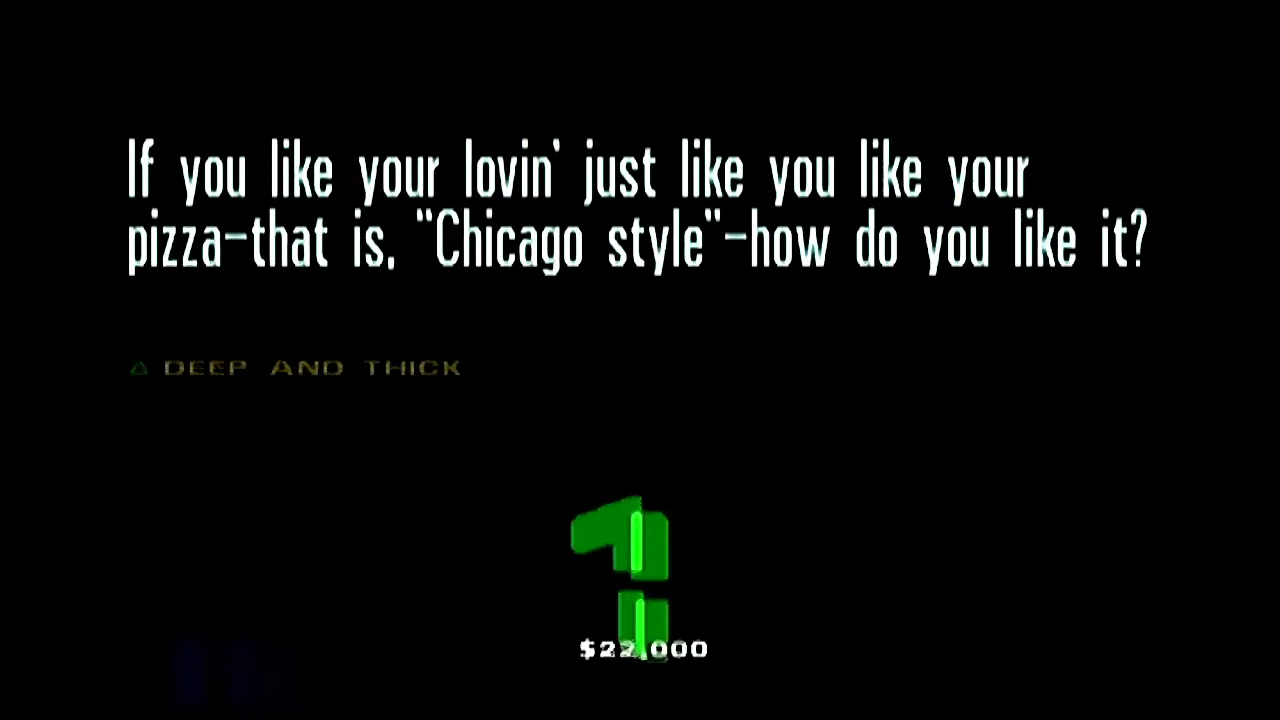 If you like your lovin' just like you like your
pizza–that is, "Chicago style"–how do you like it?
△ DEEP AND THICK
1
$22,000